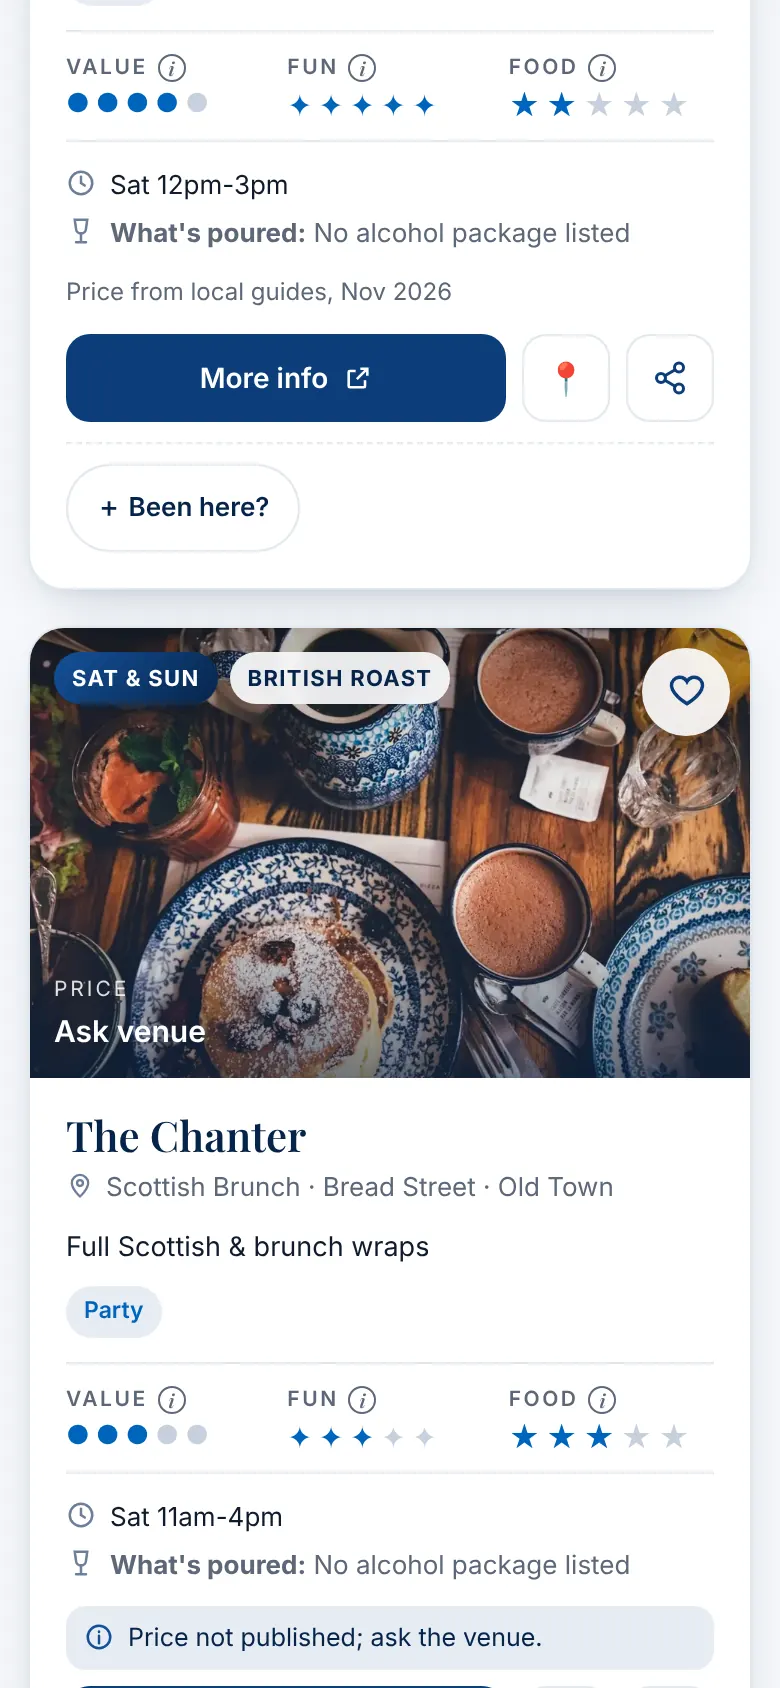 VALUE FUN FOOD
Sat 12pm-3pm
What's poured: No alcohol package listed
Price from local guides, Nov 2026
More info
+ Been here?
SAT & SUN BRITISH ROAST
PRICE
Ask venue
The Chanter
Scottish Brunch · Bread Street · Old Town
Full Scottish & brunch wraps
Party
VALUE FUN FOOD
Sat 11am-4pm
What's poured: No alcohol package listed
Price not published; ask the venue.